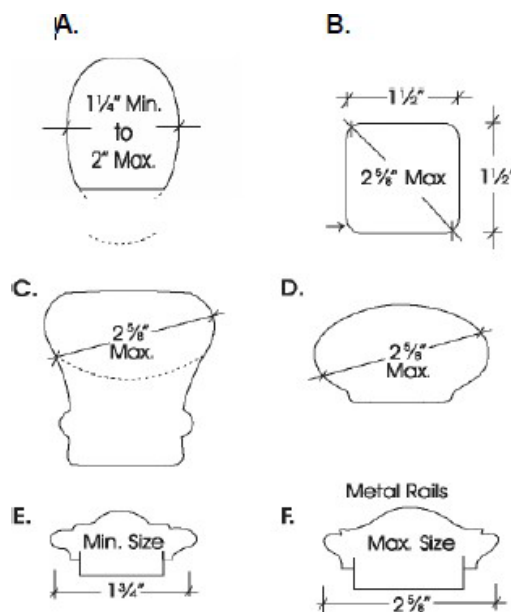 A.
B.
1¼" Min.
to
2" Max.
1½"
2⅝" Max
1½"
C.
D.
2⅝"
Max.
2⅝"
Max.
Metal Rails
E.
F.
Min. Size
Max. Size
1¾"
2⅝"